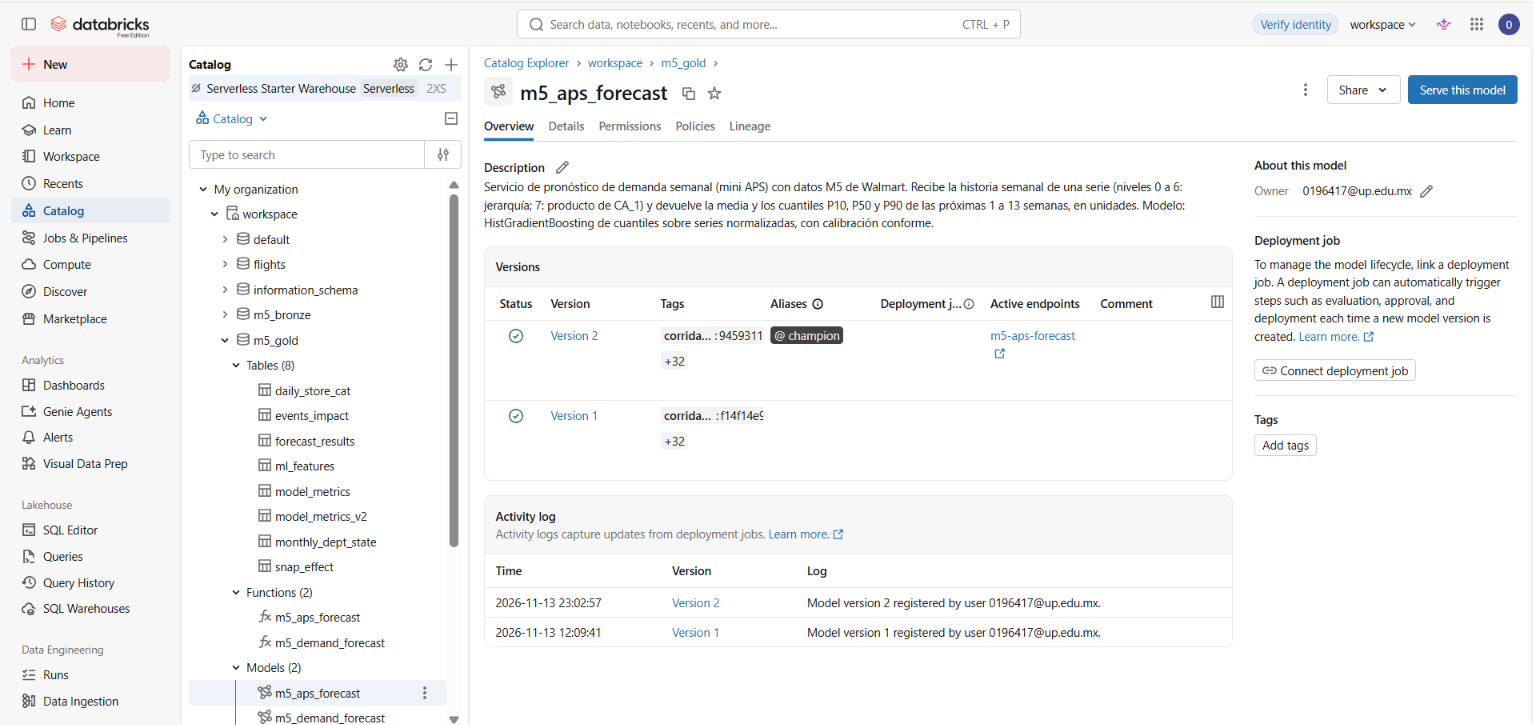 databricks
Free Edition
Search data, notebooks, recents, and more...
CTRL + P
Verify identity
workspace
0
New
Home
Learn
Workspace
Recents
Catalog
Jobs & Pipelines
Compute
Discover
Marketplace
Analytics
Dashboards
Genie Agents
Alerts
Visual Data Prep
Lakehouse
SQL Editor
Queries
Query History
SQL Warehouses
Data Engineering
Runs
Data Ingestion
Catalog
Serverless Starter Warehouse Serverless 2XS
Catalog
Type to search
My organization
workspace
default
flights
information_schema
m5_bronze
m5_gold
Tables (8)
daily_store_cat
events_impact
forecast_results
ml_features
model_metrics
model_metrics_v2
monthly_dept_state
snap_effect
Functions (2)
m5_aps_forecast
m5_demand_forecast
Models (2)
m5_aps_forecast
m5_demand_forecast
Catalog Explorer > workspace > m5_gold >
m5_aps_forecast
Share
Serve this model
Overview Details Permissions Policies Lineage
Description
Servicio de pronóstico de demanda semanal (mini APS) con datos M5 de Walmart. Recibe la historia semanal de una serie (niveles 0 a 6:
jerarquía; 7: producto de CA_1) y devuelve la media y los cuantiles P10, P50 y P90 de las próximas 1 a 13 semanas, en unidades. Modelo:
HistGradientBoosting de cuantiles sobre series normalizadas, con calibración conforme.
Versions
Status Version Tags Aliases Deployment j... Active endpoints Comment
Version 2 corrida... :9459311 @ champion m5-aps-forecast
+32
Version 1 corrida... :f14f14e9
+32
Activity log
Activity logs capture updates from deployment jobs. Learn more.
Time Version Log
2026-11-13 23:02:57 Version 2 Model version 2 registered by user 0196417@up.edu.mx.
2026-11-13 12:09:41 Version 1 Model version 1 registered by user 0196417@up.edu.mx.
About this model
Owner 0196417@up.edu.mx
Deployment job
To manage the model lifecycle, link a deployment
job. A deployment job can automatically trigger
steps such as evaluation, approval, and
deployment each time a new model version is
created. Learn more.
Connect deployment job
Tags
Add tags